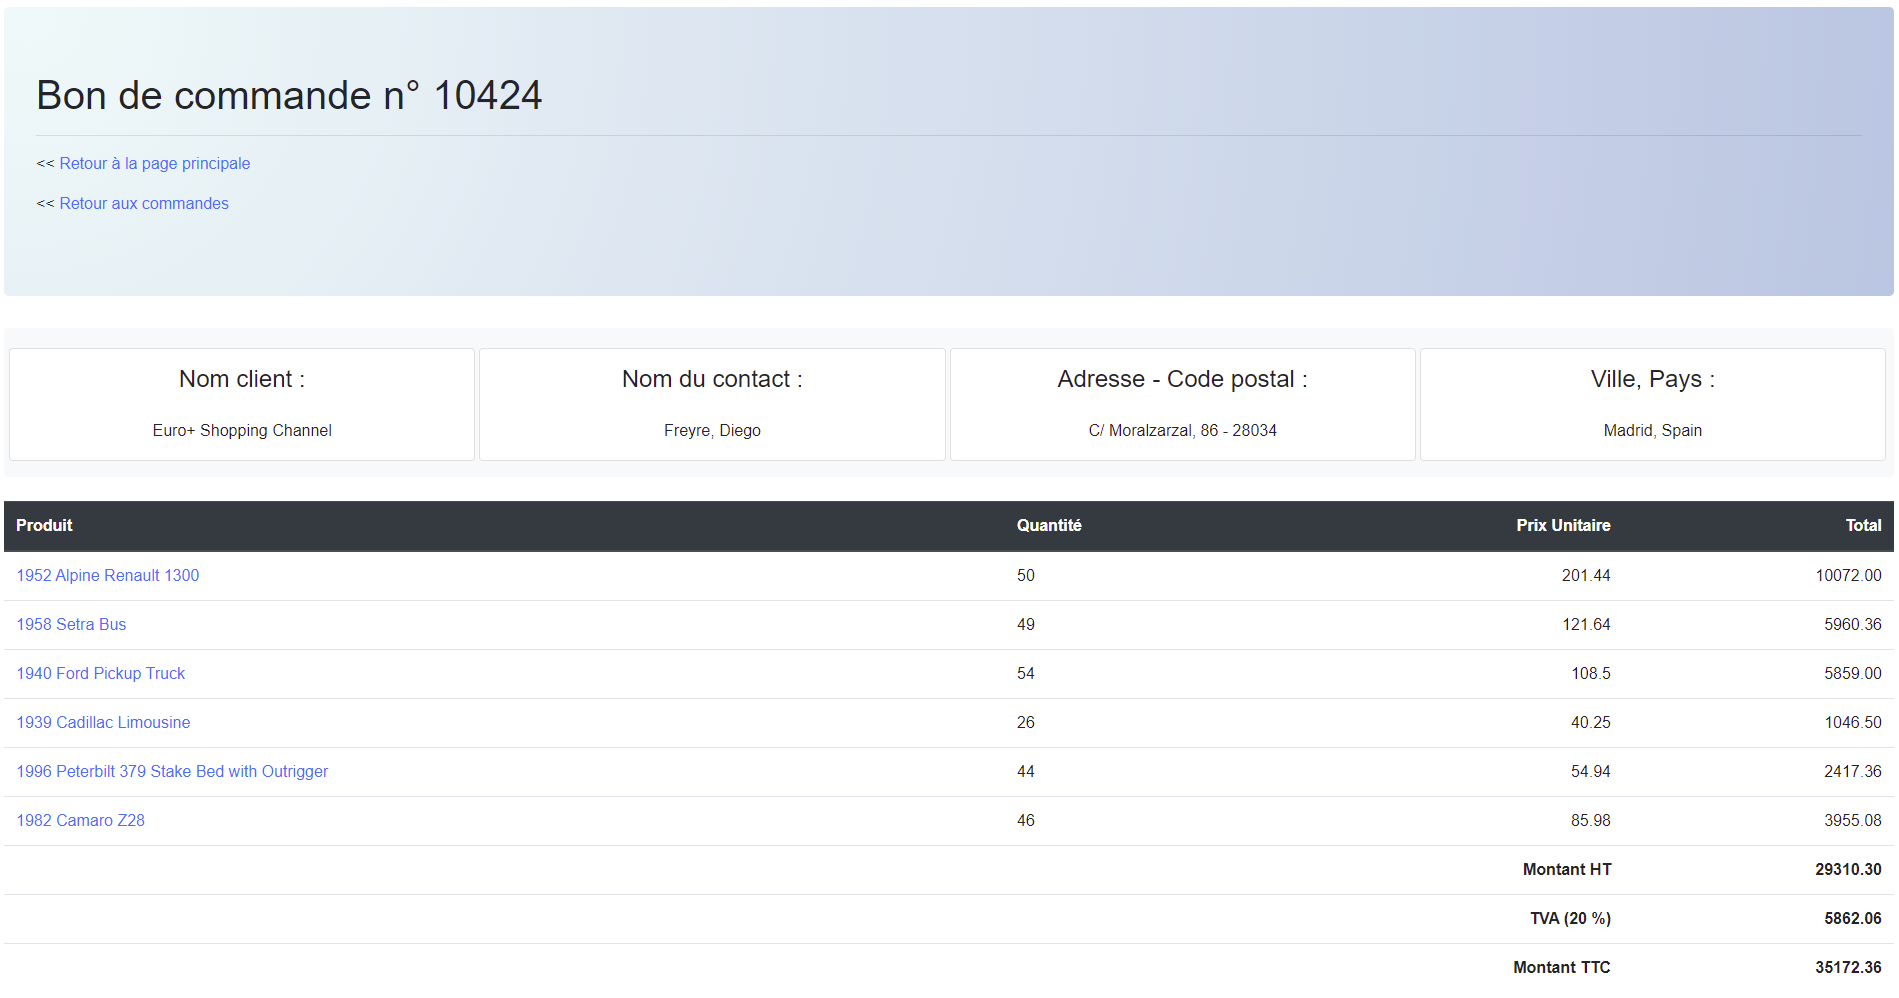 Bon de commande n° 10424
<< Retour à la page principale
<< Retour aux commandes
Nom client :
Euro+ Shopping Channel
Nom du contact :
Freyre, Diego
Adresse - Code postal :
C/ Moralzarzal, 86 - 28034
Ville, Pays :
Madrid, Spain
Produit Quantité Prix Unitaire Total
1952 Alpine Renault 1300 50 201.44 10072.00
1958 Setra Bus 49 121.64 5960.36
1940 Ford Pickup Truck 54 108.5 5859.00
1939 Cadillac Limousine 26 40.25 1046.50
1996 Peterbilt 379 Stake Bed with Outrigger 44 54.94 2417.36
1982 Camaro Z28 46 85.98 3955.08
Montant HT 29310.30
TVA (20 %) 5862.06
Montant TTC 35172.36